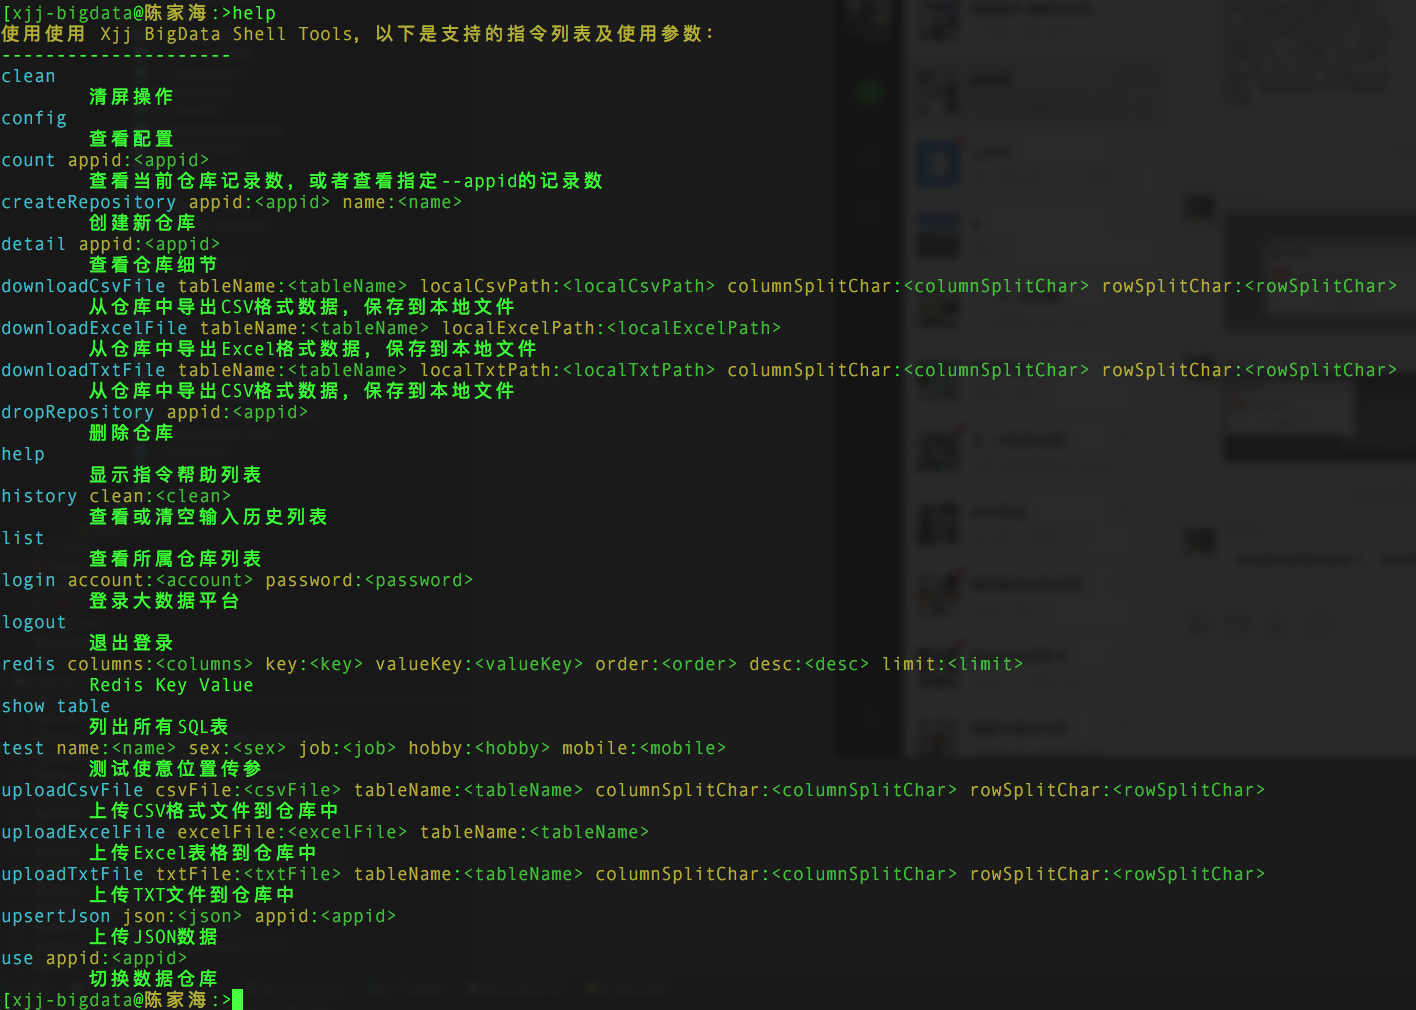 [xjj-bigdata@陈家海:>help
使用使用 Xjj BigData Shell Tools, 以下是支持的指令列表及使用参数:
---------------------
clean
清屏操作
config
查看配置
count appid:<appid>
查看当前仓库记录数, 或者查看指定--appid的记录数
createRepository appid:<appid> name:<name>
创建新仓库
detail appid:<appid>
查看仓库细节
downloadCsvFile tableName:<tableName> localCsvPath:<localCsvPath> columnSplitChar:<columnSplitChar> rowSplitChar:<rowSplitChar>
从仓库中导出CSV格式数据, 保存到本地文件
downloadExcelFile tableName:<tableName> localExcelPath:<localExcelPath>
从仓库中导出Excel格式数据, 保存到本地文件
downloadTxtFile tableName:<tableName> localTxtPath:<localTxtPath> columnSplitChar:<columnSplitChar> rowSplitChar:<rowSplitChar>
从仓库中导出CSV格式数据, 保存到本地文件
dropRepository appid:<appid>
删除仓库
help
显示指令帮助列表
history clean:<clean>
查看或清空输入历史列表
list
查看所属仓库列表
login account:<account> password:<password>
登录大数据平台
logout
退出登录
redis columns:<columns> key:<key> valueKey:<valueKey> order:<order> desc:<desc> limit:<limit>
Redis Key Value
show table
列出所有SQL表
test name:<name> sex:<sex> job:<job> hobby:<hobby> mobile:<mobile>
测试使意位置传参
uploadCsvFile csvFile:<csvFile> tableName:<tableName> columnSplitChar:<columnSplitChar> rowSplitChar:<rowSplitChar>
上传CSV格式文件到仓库中
uploadExcelFile excelFile:<excelFile> tableName:<tableName>
上传Excel表格到仓库中
uploadTxtFile txtFile:<txtFile> tableName:<tableName> columnSplitChar:<columnSplitChar> rowSplitChar:<rowSplitChar>
上传TXT文件到仓库中
upsertJson json:<json> appid:<appid>
上传JSON数据
use appid:<appid>
切换数据仓库
[xjj-bigdata@陈家海:>